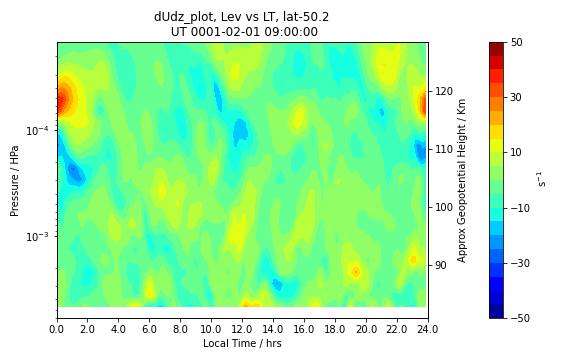 dUdz_plot, Lev vs LT, lat-50.2
UT 0001-02-01 09:00:00
Pressure / HPa
10⁻⁴
10⁻³
0.0 2.0 4.0 6.0 8.0 10.0 12.0 14.0 16.0 18.0 20.0 22.0 24.0
Local Time / hrs
120
110
100
90
Approx Geopotential Height / Km
50
30
10
−10
−30
−50
s⁻¹